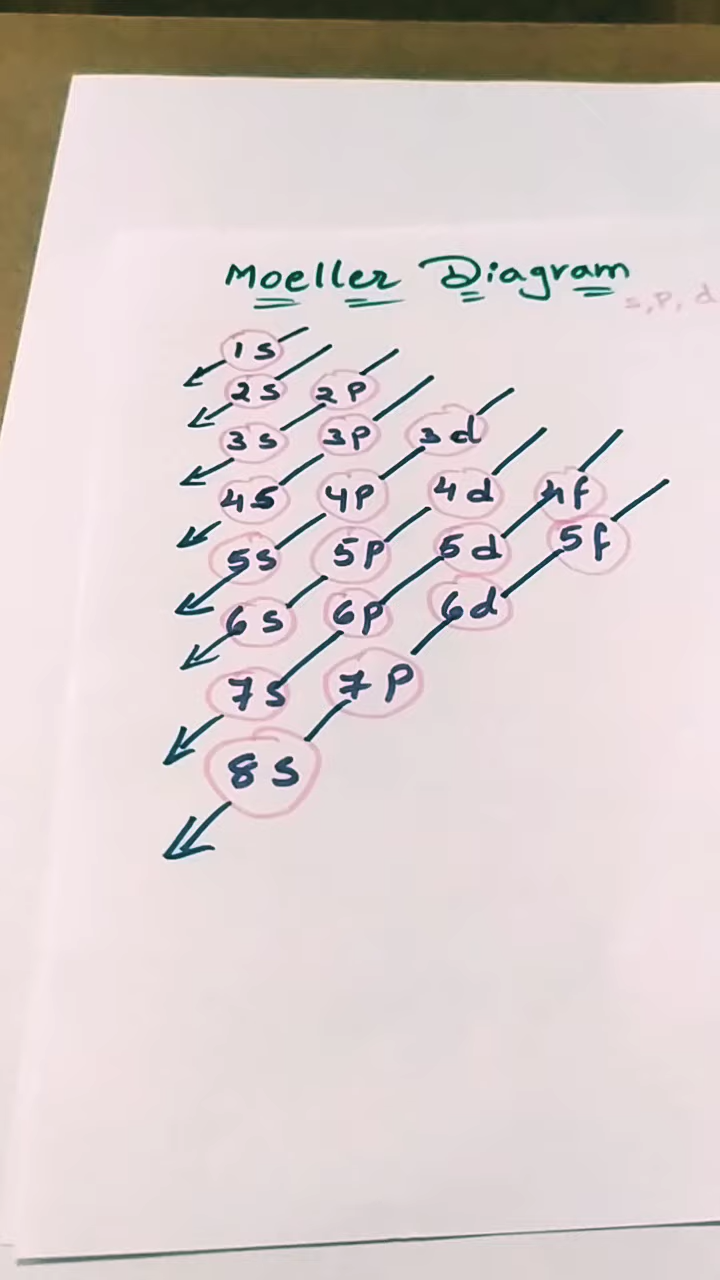 Moeller Diagram
s, p, d
1s
2s 2p
3s 3p 3d
4s 4p 4d 4f
5s 5p 5d 5f
6s 6p 6d
7s 7p
8s